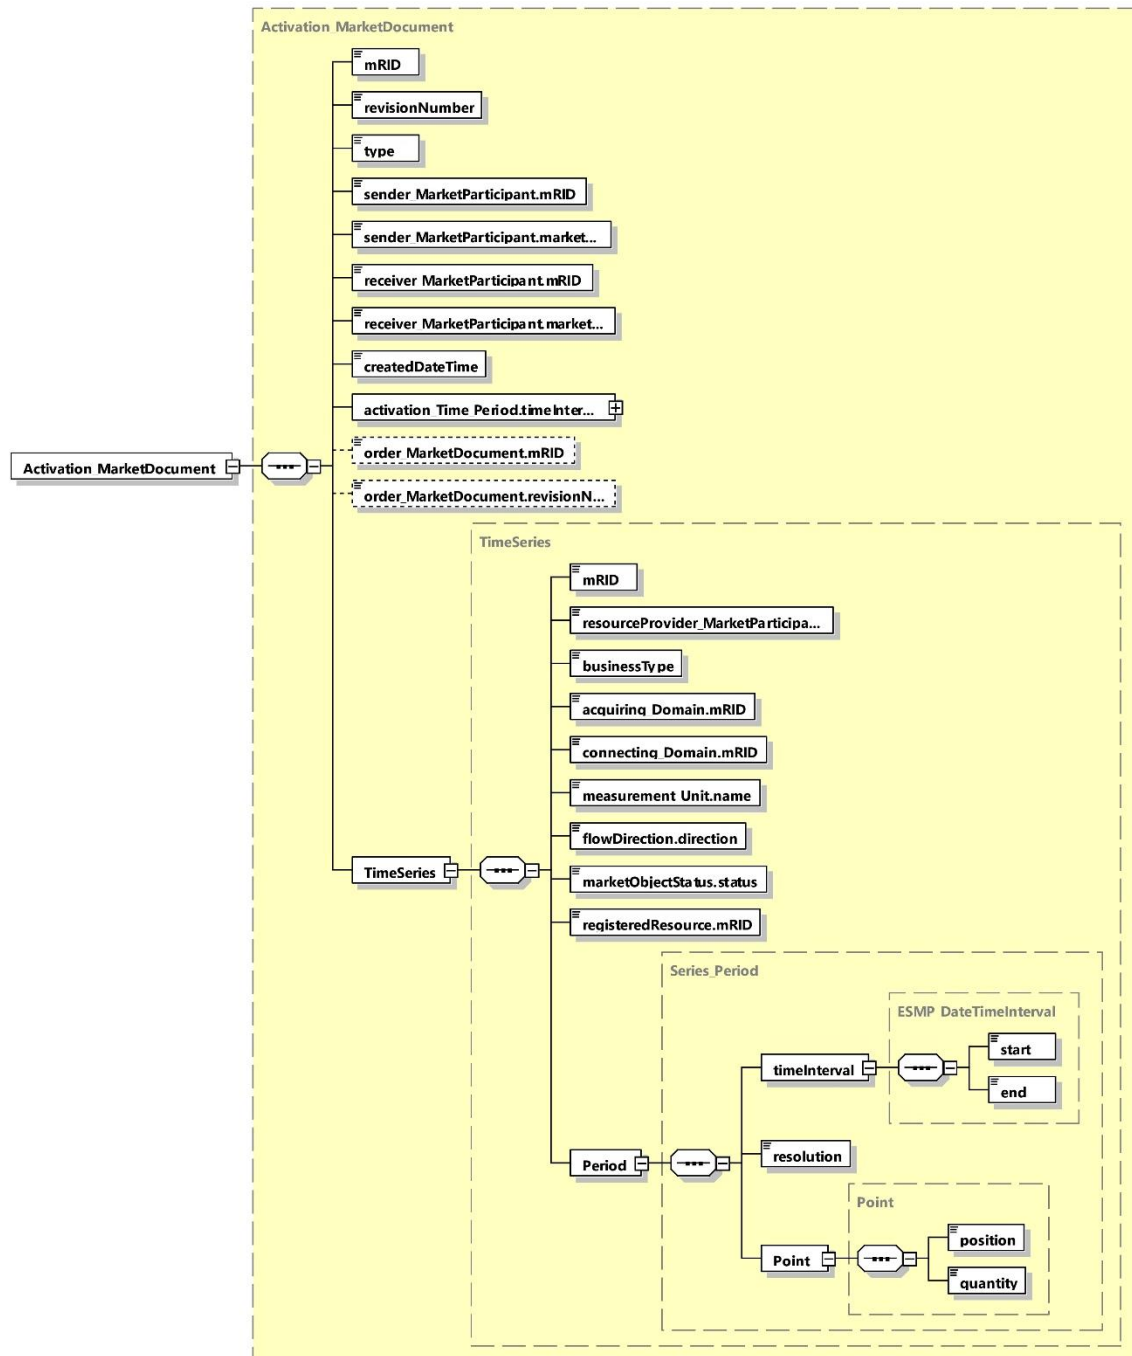 Activation_MarketDocument
mRID
revisionNumber
type
sender_MarketParticipant.mRID
sender_MarketParticipant.market...
receiver_MarketParticipant.mRID
receiver_MarketParticipant.market...
createdDateTime
activation_Time_Period.timeInter...
Activation_MarketDocument
order_MarketDocument.mRID
order_MarketDocument.revisionN...
TimeSeries
TimeSeries
mRID
resourceProvider_MarketParticipa...
businessType
acquiring_Domain.mRID
connecting_Domain.mRID
measurement_Unit.name
flowDirection.direction
marketObjectStatus.status
registeredResource.mRID
Period
Series_Period
timeInterval
ESMP_DateTimeInterval
start
end
resolution
Point
Point
position
quantity